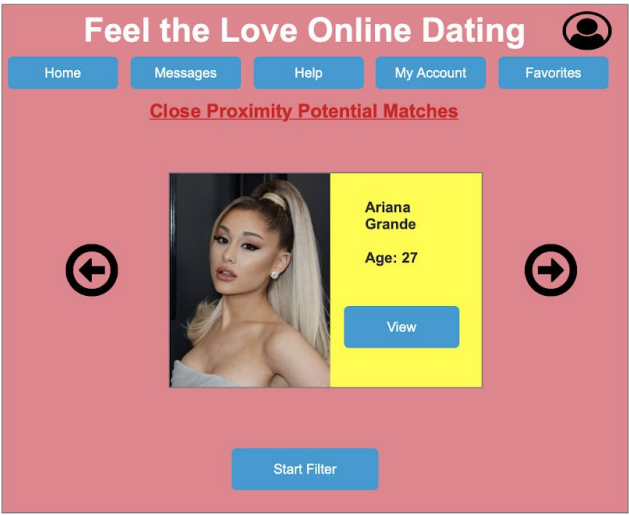 Feel the Love Online Dating
Home
Messages
Help
My Account
Favorites
Close Proximity Potential Matches
Ariana
Grande
Age: 27
View
Start Filter